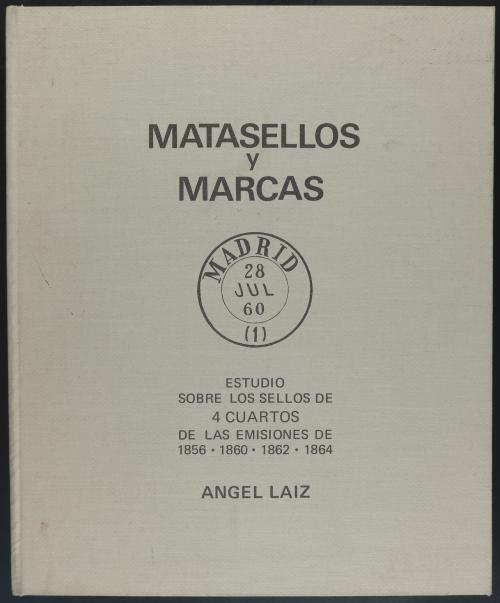 MATASELLOS
y
MARCAS
MADRID
28
JUL
60
(1)
ESTUDIO
SOBRE LOS SELLOS DE
4 CUARTOS
DE LAS EMISIONES DE
1856 · 1860 · 1862 · 1864
ANGEL LAIZ